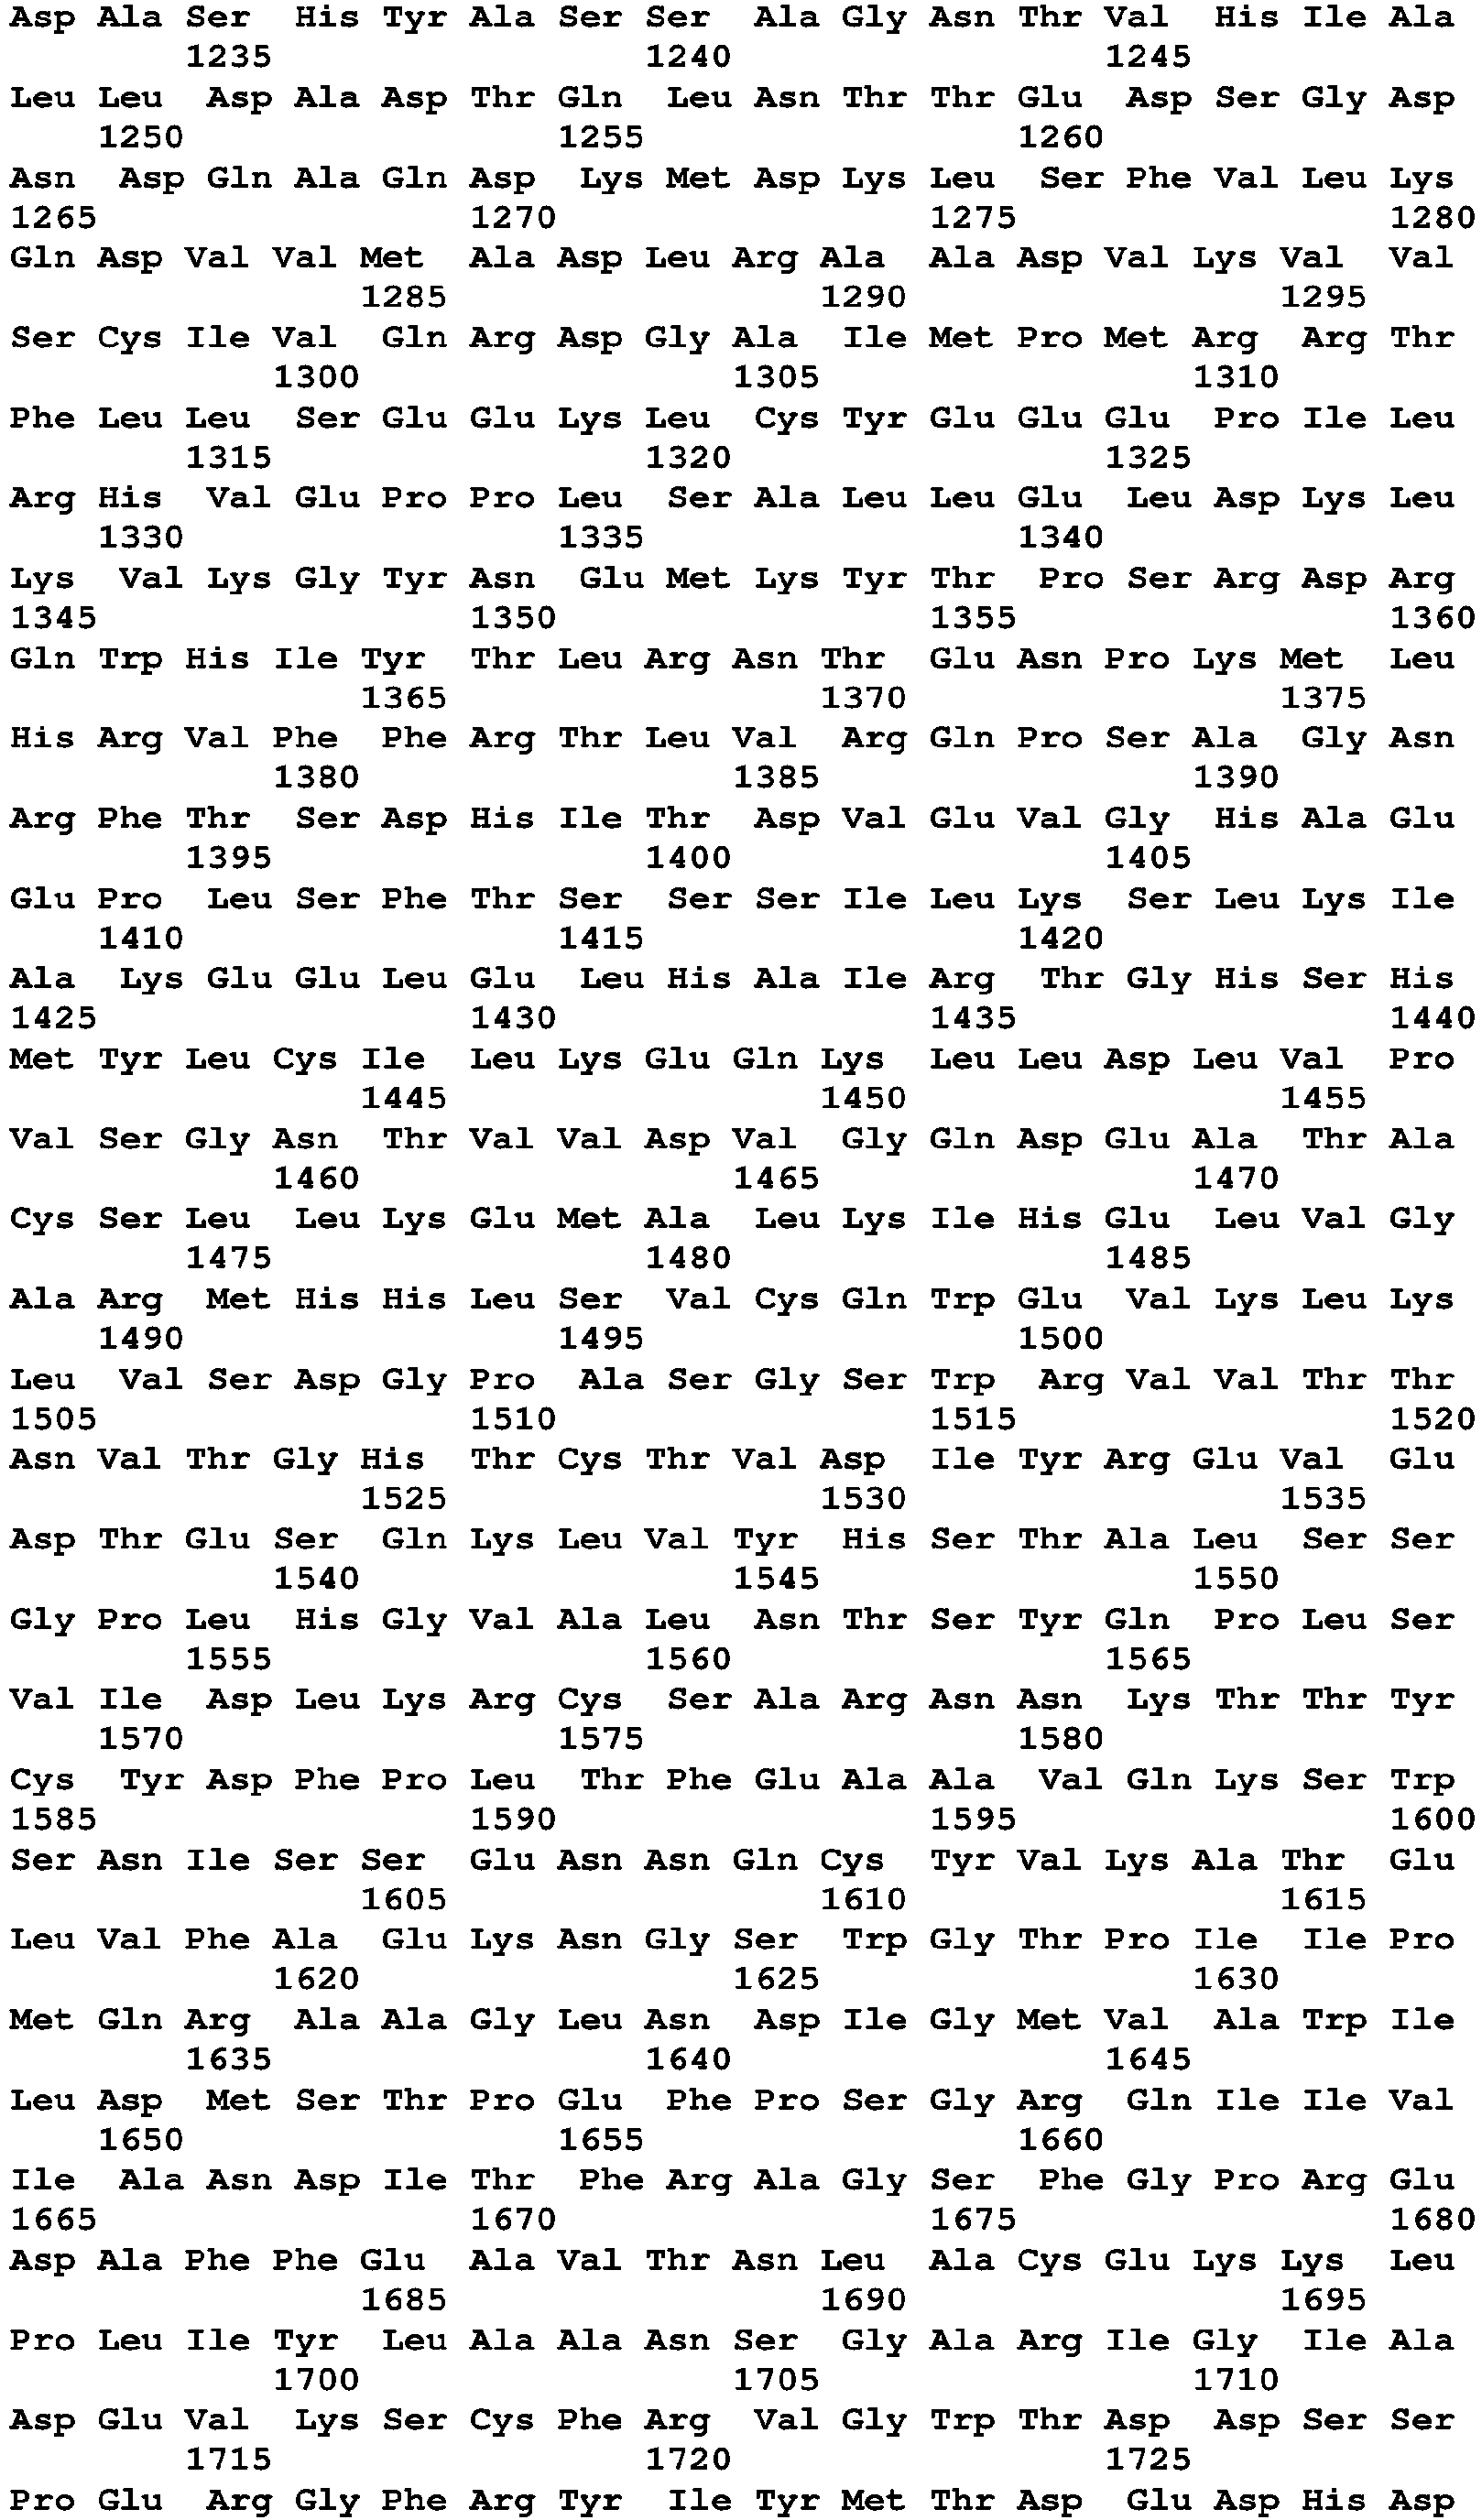 Asp Ala Ser His Tyr Ala Ser Ser Ala Gly Asn Thr Val His Ile Ala
1235 1240 1245
Leu Leu Asp Ala Asp Thr Gln Leu Asn Thr Thr Glu Asp Ser Gly Asp
1250 1255 1260
Asn Asp Gln Ala Gln Asp Lys Met Asp Lys Leu Ser Phe Val Leu Lys
1265 1270 1275 1280
Gln Asp Val Val Met Ala Asp Leu Arg Ala Ala Asp Val Lys Val Val
1285 1290 1295
Ser Cys Ile Val Gln Arg Asp Gly Ala Ile Met Pro Met Arg Arg Thr
1300 1305 1310
Phe Leu Leu Ser Glu Glu Lys Leu Cys Tyr Glu Glu Glu Pro Ile Leu
1315 1320 1325
Arg His Val Glu Pro Pro Leu Ser Ala Leu Leu Glu Leu Asp Lys Leu
1330 1335 1340
Lys Val Lys Gly Tyr Asn Glu Met Lys Tyr Thr Pro Ser Arg Asp Arg
1345 1350 1355 1360
Gln Trp His Ile Tyr Thr Leu Arg Asn Thr Glu Asn Pro Lys Met Leu
1365 1370 1375
His Arg Val Phe Phe Arg Thr Leu Val Arg Gln Pro Ser Ala Gly Asn
1380 1385 1390
Arg Phe Thr Ser Asp His Ile Thr Asp Val Glu Val Gly His Ala Glu
1395 1400 1405
Glu Pro Leu Ser Phe Thr Ser Ser Ser Ile Leu Lys Ser Leu Lys Ile
1410 1415 1420
Ala Lys Glu Glu Leu Glu Leu His Ala Ile Arg Thr Gly His Ser His
1425 1430 1435 1440
Met Tyr Leu Cys Ile Leu Lys Glu Gln Lys Leu Leu Asp Leu Val Pro
1445 1450 1455
Val Ser Gly Asn Thr Val Val Asp Val Gly Gln Asp Glu Ala Thr Ala
1460 1465 1470
Cys Ser Leu Leu Lys Glu Met Ala Leu Lys Ile His Glu Leu Val Gly
1475 1480 1485
Ala Arg Met His His Leu Ser Val Cys Gln Trp Glu Val Lys Leu Lys
1490 1495 1500
Leu Val Ser Asp Gly Pro Ala Ser Gly Ser Trp Arg Val Val Thr Thr
1505 1510 1515 1520
Asn Val Thr Gly His Thr Cys Thr Val Asp Ile Tyr Arg Glu Val Glu
1525 1530 1535
Asp Thr Glu Ser Gln Lys Leu Val Tyr His Ser Thr Ala Leu Ser Ser
1540 1545 1550
Gly Pro Leu His Gly Val Ala Leu Asn Thr Ser Tyr Gln Pro Leu Ser
1555 1560 1565
Val Ile Asp Leu Lys Arg Cys Ser Ala Arg Asn Asn Lys Thr Thr Tyr
1570 1575 1580
Cys Tyr Asp Phe Pro Leu Thr Phe Glu Ala Ala Val Gln Lys Ser Trp
1585 1590 1595 1600
Ser Asn Ile Ser Ser Glu Asn Asn Gln Cys Tyr Val Lys Ala Thr Glu
1605 1610 1615
Leu Val Phe Ala Glu Lys Asn Gly Ser Trp Gly Thr Pro Ile Ile Pro
1620 1625 1630
Met Gln Arg Ala Ala Gly Leu Asn Asp Ile Gly Met Val Ala Trp Ile
1635 1640 1645
Leu Asp Met Ser Thr Pro Glu Phe Pro Ser Gly Arg Gln Ile Ile Val
1650 1655 1660
Ile Ala Asn Asp Ile Thr Phe Arg Ala Gly Ser Phe Gly Pro Arg Glu
1665 1670 1675 1680
Asp Ala Phe Phe Glu Ala Val Thr Asn Leu Ala Cys Glu Lys Lys Leu
1685 1690 1695
Pro Leu Ile Tyr Leu Ala Ala Asn Ser Gly Ala Arg Ile Gly Ile Ala
1700 1705 1710
Asp Glu Val Lys Ser Cys Phe Arg Val Gly Trp Thr Asp Asp Ser Ser
1715 1720 1725
Pro Glu Arg Gly Phe Arg Tyr Ile Tyr Met Thr Asp Glu Asp His Asp